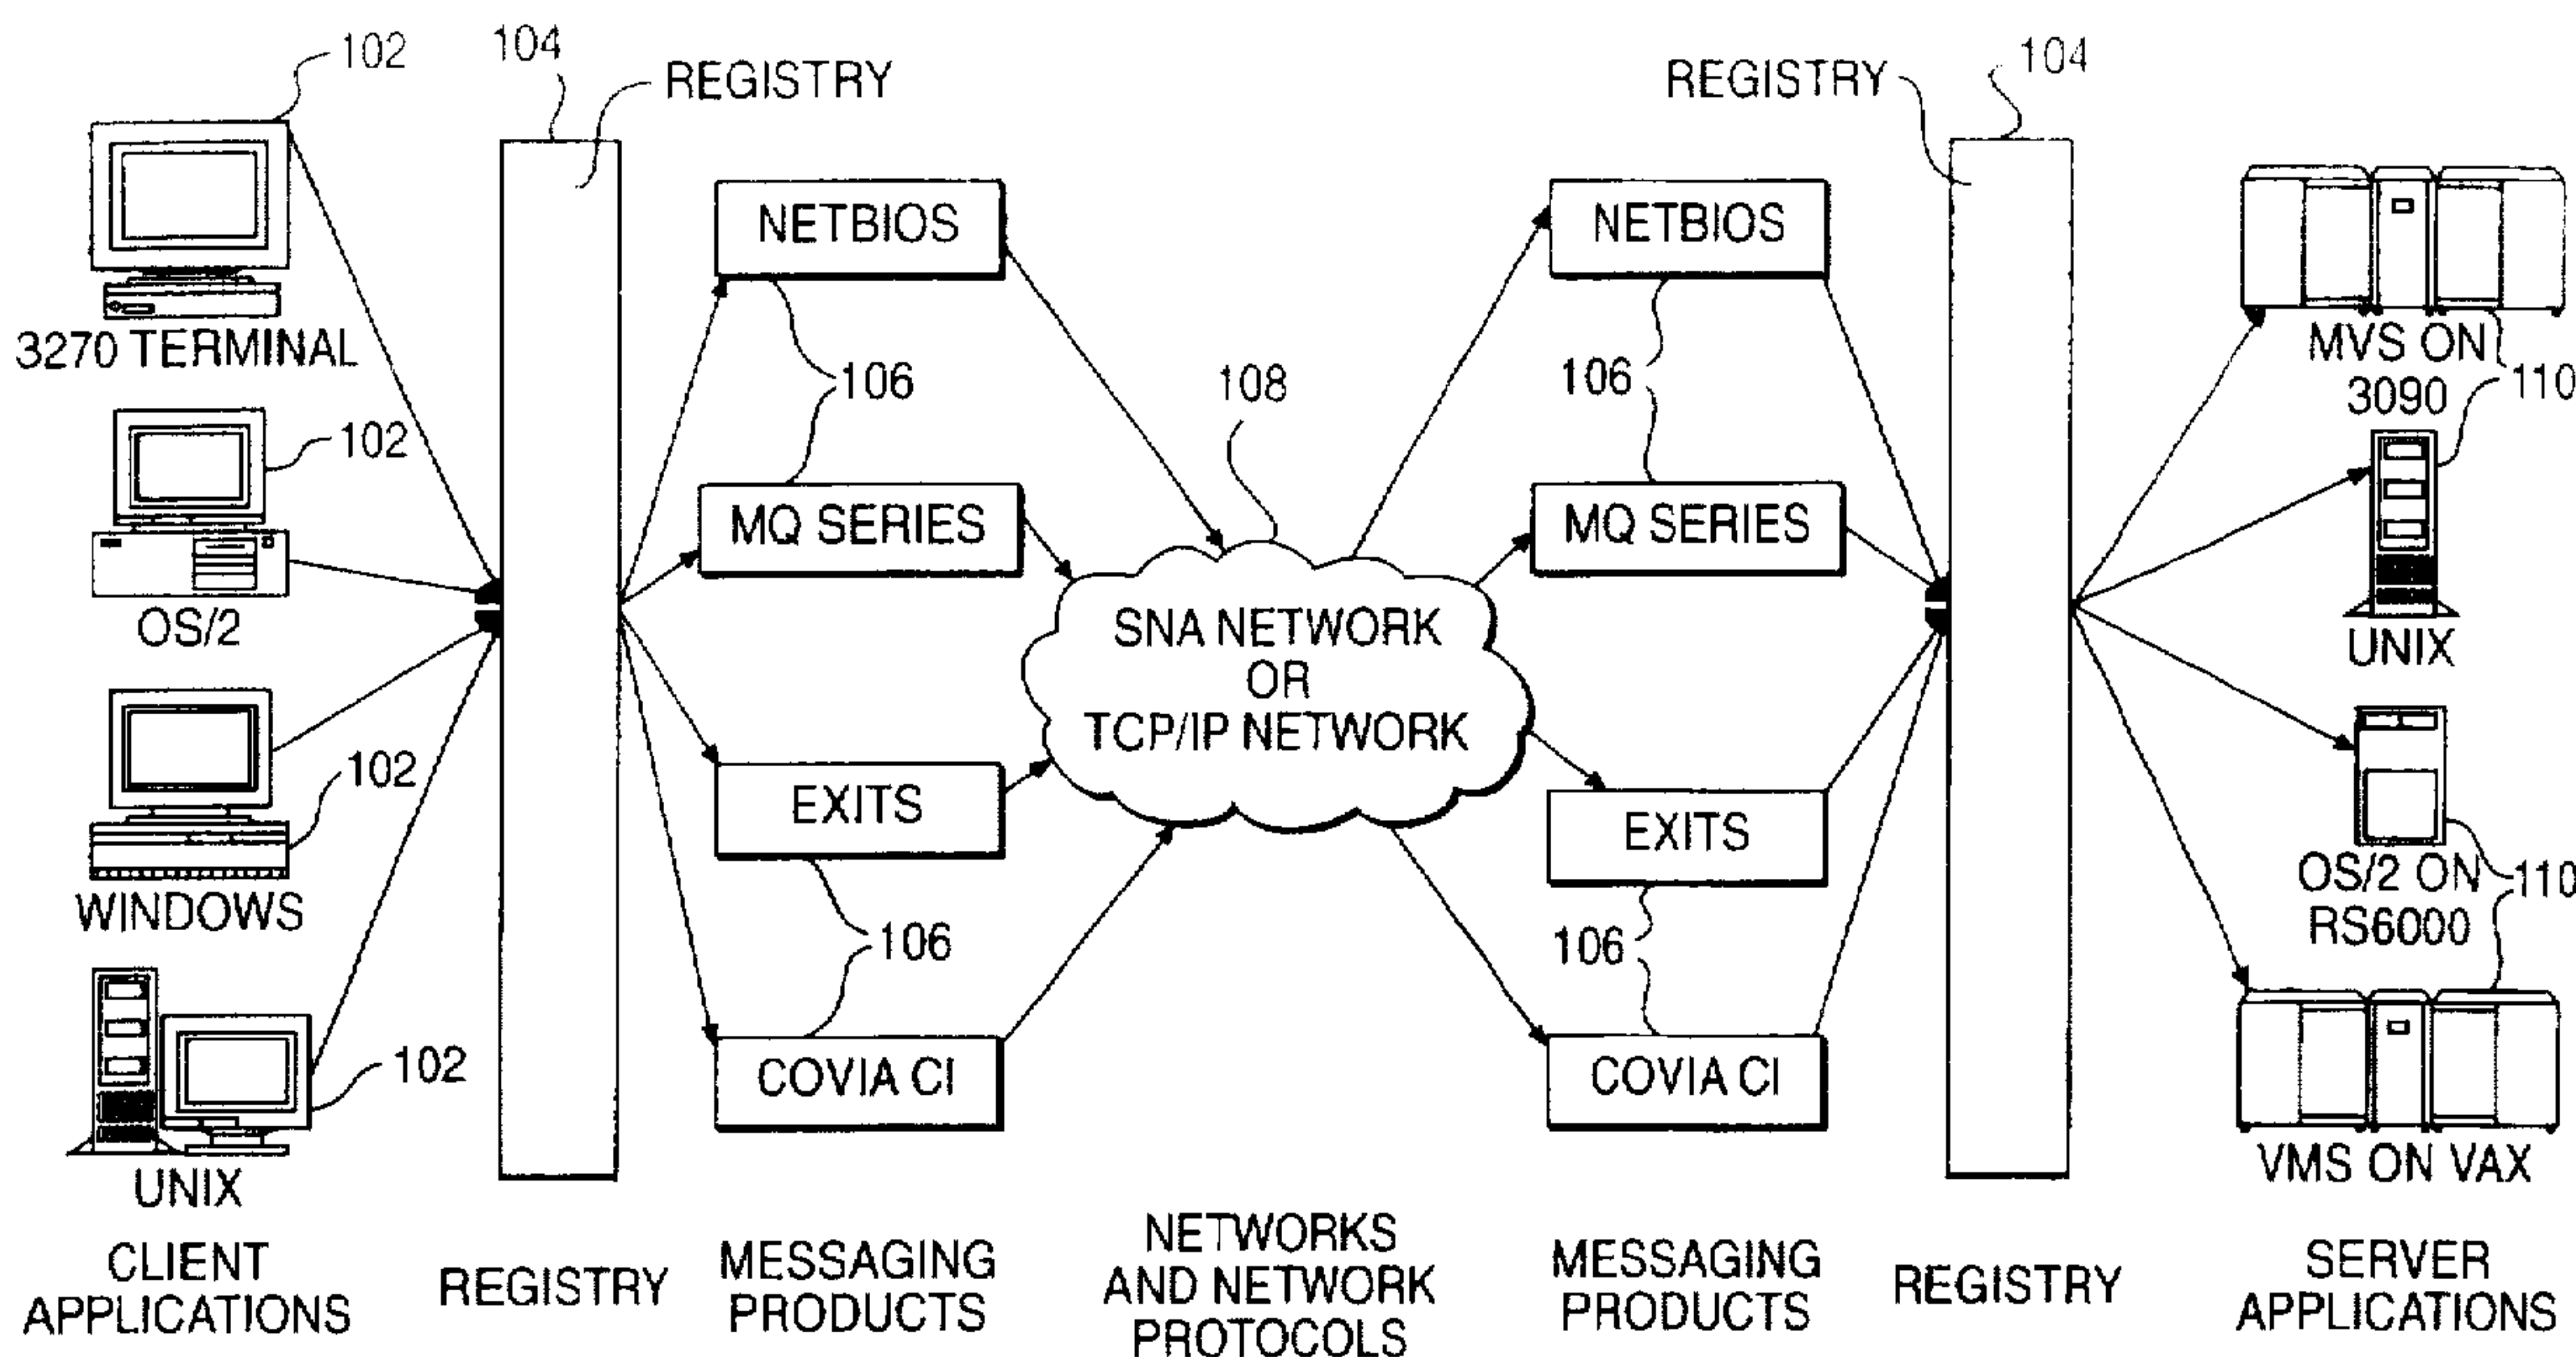 102
104
REGISTRY
REGISTRY
104
3270 TERMINAL
102
OS/2
WINDOWS
102
UNIX
102
NETBIOS
106
MQ SERIES
EXITS
106
COVIA CI
108
SNA NETWORK
OR
TCP/IP NETWORK
NETBIOS
106
MQ SERIES
EXITS
106
COVIA CI
MVS ON
3090
110
UNIX
OS/2 ON
RS6000
110
VMS ON VAX
CLIENT
APPLICATIONS
REGISTRY
MESSAGING
PRODUCTS
NETWORKS
AND NETWORK
PROTOCOLS
MESSAGING
PRODUCTS
REGISTRY
SERVER
APPLICATIONS